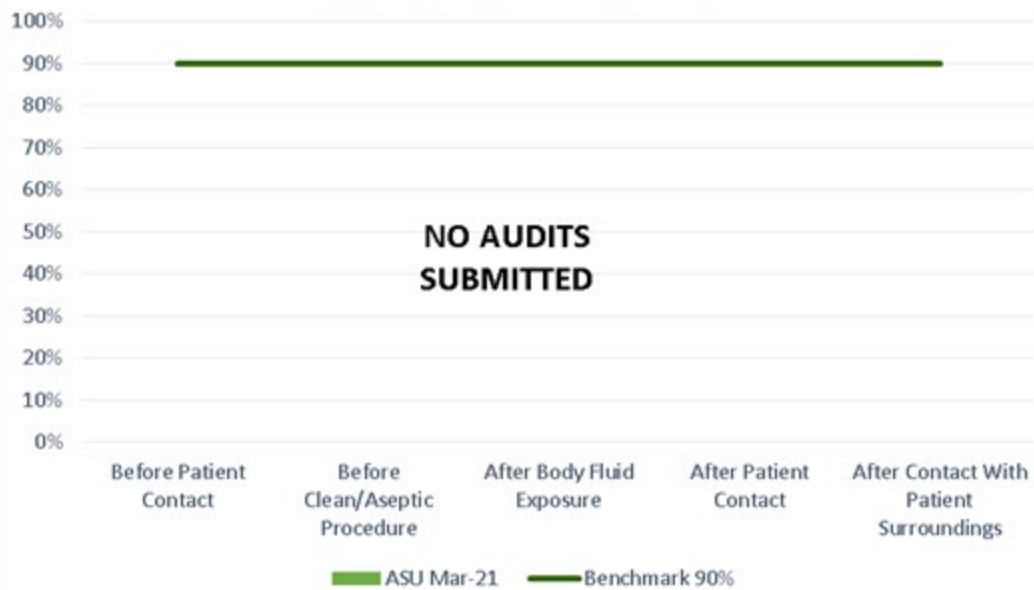 100%
90%
80%
70%
60%
50%
40%
30%
20%
10%
0%
NO AUDITS
SUBMITTED
Before Patient
Contact
Before
Clean/Aseptic
Procedure
After Body Fluid
Exposure
After Patient
Contact
After Contact With
Patient
Surroundings
ASU Mar-21
Benchmark 90%